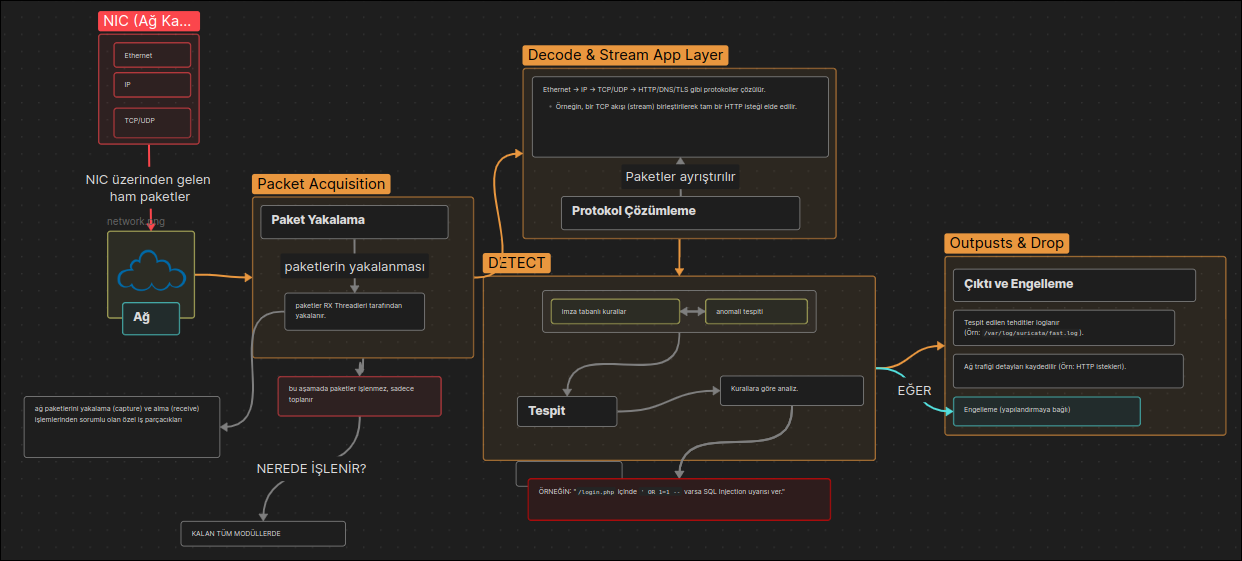 NIC (Ağ Ka...
Ethernet
IP
TCP/UDP
NIC üzerinden gelen
ham paketler
network.png
Ağ
Packet Acquisition
Paket Yakalama
paketlerin yakalanması
paketler RX Threadleri tarafından
yakalanır.
bu aşamada paketler işlenmez, sadece
toplanır
ağ paketlerini yakalama (capture) ve alma (receive)
işlemlerinden sorumlu olan özel iş parçacıkları
NEREDE İŞLENİR?
KALAN TÜM MODÜLLERDE
Decode & Stream App Layer
Ethernet → IP → TCP/UDP → HTTP/DNS/TLS gibi protokoller çözülür.
◦ Örneğin, bir TCP akışı (stream) birleştirilerek tam bir HTTP isteği elde edilir.
Paketler ayrıştırılır
Protokol Çözümleme
DETECT
imza tabanlı kurallar
anomali tespiti
Tespit
Kurallara göre analiz.
ÖRNEĞİN: "/login.php içinde ' OR 1=1 -- varsa SQL Injection uyarısı ver."
EĞER
Outpusts & Drop
Çıktı ve Engelleme
Tespit edilen tehditler loglanır
(Örn: /var/log/suricata/fast.log).
Ağ trafiği detayları kaydedilir (Örn: HTTP istekleri).
Engelleme (yapılandırmaya bağlı)